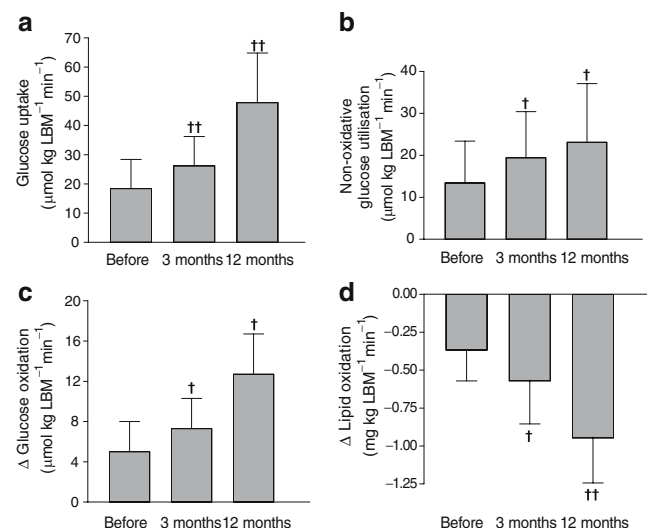 a
Glucose uptake
(μmol kg LBM⁻¹ min⁻¹)
70
60
50
40
30
20
10
0
††
††
Before 3 months 12 months
b
Non-oxidative
glucose utilisation
(μmol kg LBM⁻¹ min⁻¹)
40
30
20
10
0
†
†
Before 3 months 12 months
c
Δ Glucose oxidation
(μmol kg LBM⁻¹ min⁻¹)
20
16
12
8
4
0
†
†
Before 3 months 12 months
d
Δ Lipid oxidation
(mg kg LBM⁻¹ min⁻¹)
0.00
−0.25
−0.50
−0.75
−1.00
−1.25
†
††
Before 3 months 12 months